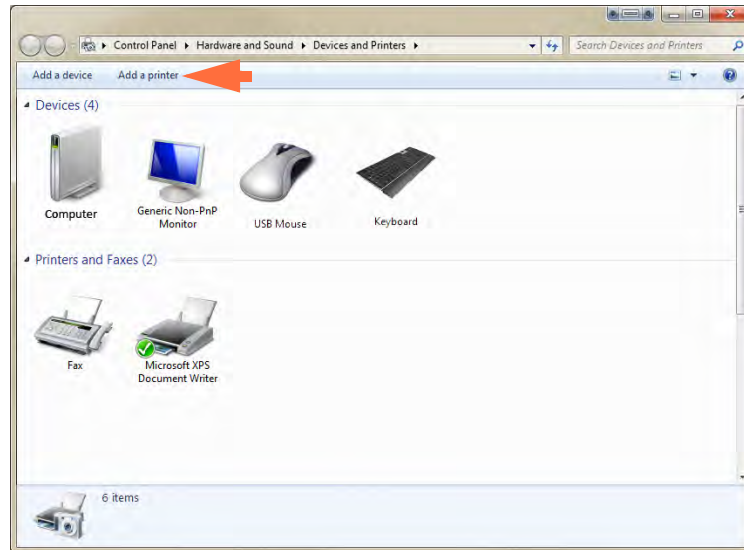 Control Panel Hardware and Sound Devices and Printers
Search Devices and Printers
Add a device Add a printer
Devices (4)
Computer
Generic Non-PnP
Monitor
USB Mouse
Keyboard
Printers and Faxes (2)
Fax
Microsoft XPS
Document Writer
6 items